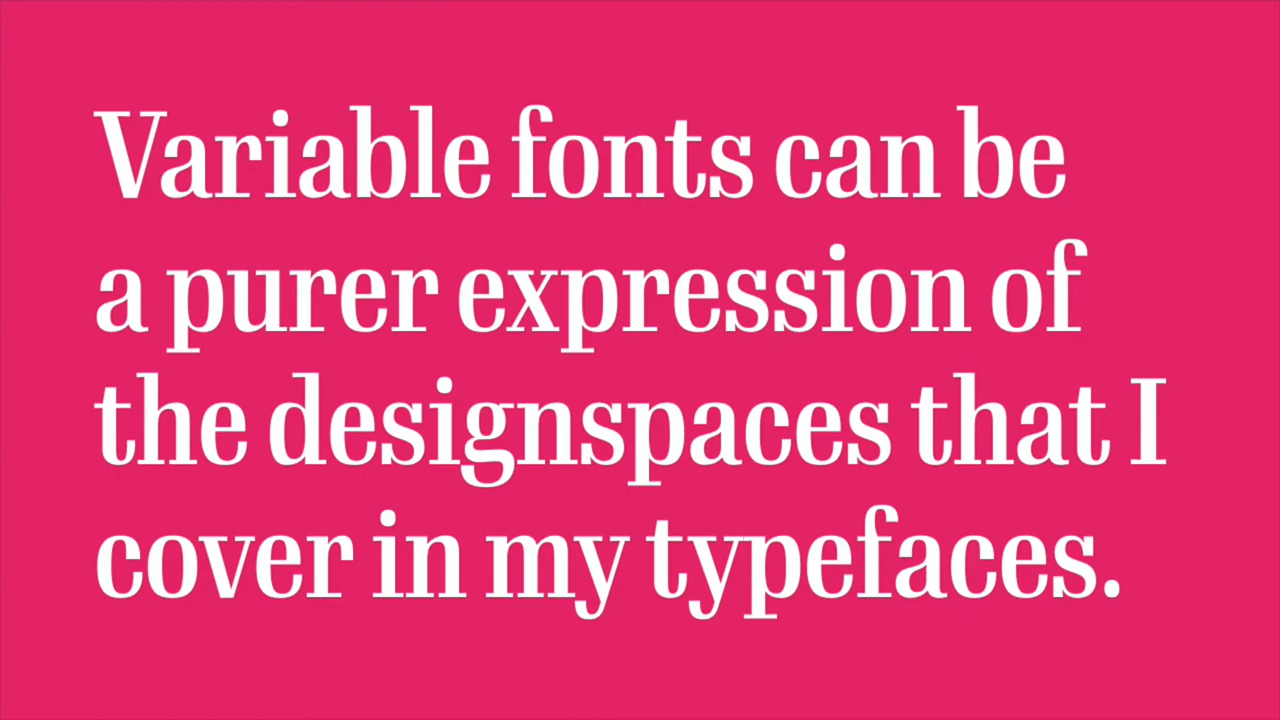 Variable fonts can be
a purer expression of
the designspaces that I
cover in my typefaces.